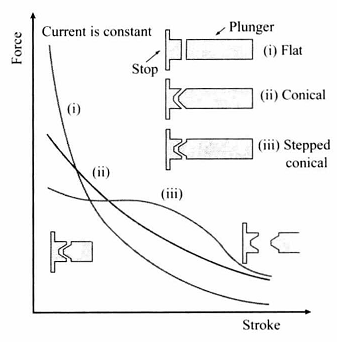 Current is constant
Plunger
(i) Flat
Stop
(ii) Conical
(iii) Stepped
conical
Force
(i)
(ii)
(iii)
Stroke